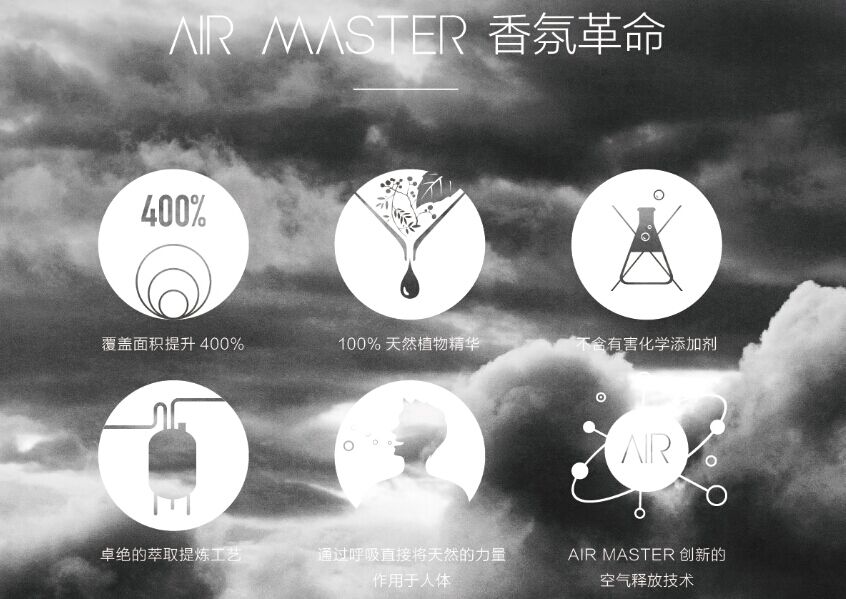 AIR MASTER 香氛革命
400%
覆盖面积提升 400%
100% 天然植物精华
不含有害化学添加剂
AIR
卓绝的萃取提炼工艺
通过呼吸直接将天然的力量
作用于人体
AIR MASTER 创新的
空气释放技术